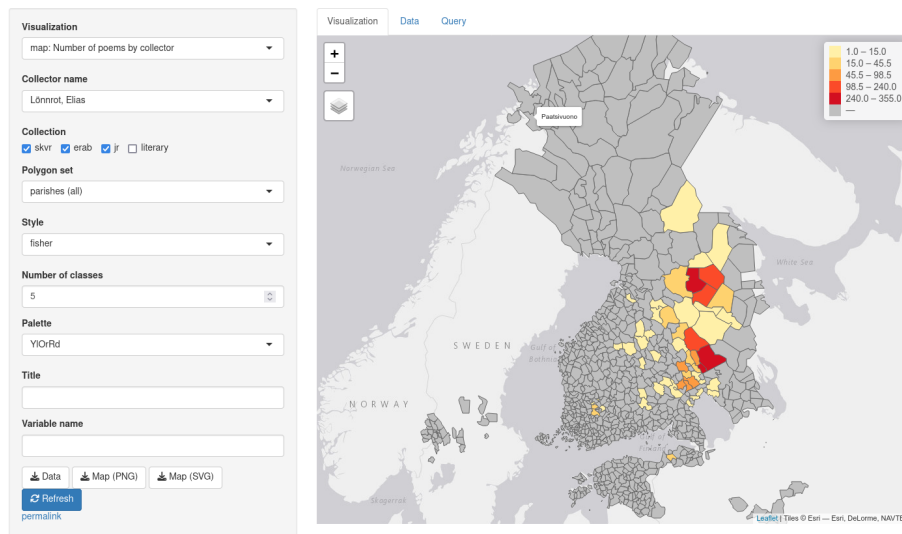 Visualization
map: Number of poems by collector
Collector name
Lönnrot, Elias
Collection
skvr erab jr literary
Polygon set
parishes (all)
Style
fisher
Number of classes
5
Palette
YlOrRd
Title
Variable name
Data Map (PNG) Map (SVG)
Refresh
permalink
Visualization Data Query
+
−
Paatsivuono
Norwegian Sea
White Sea
SWEDEN
Gulf of
Bothnia
NORWAY
Gulf of
Finland
Skagerrak
1.0 – 15.0
15.0 – 45.5
45.5 – 98.5
98.5 – 240.0
240.0 – 355.0
—
Leaflet | Tiles © Esri — Esri, DeLorme, NAVTE